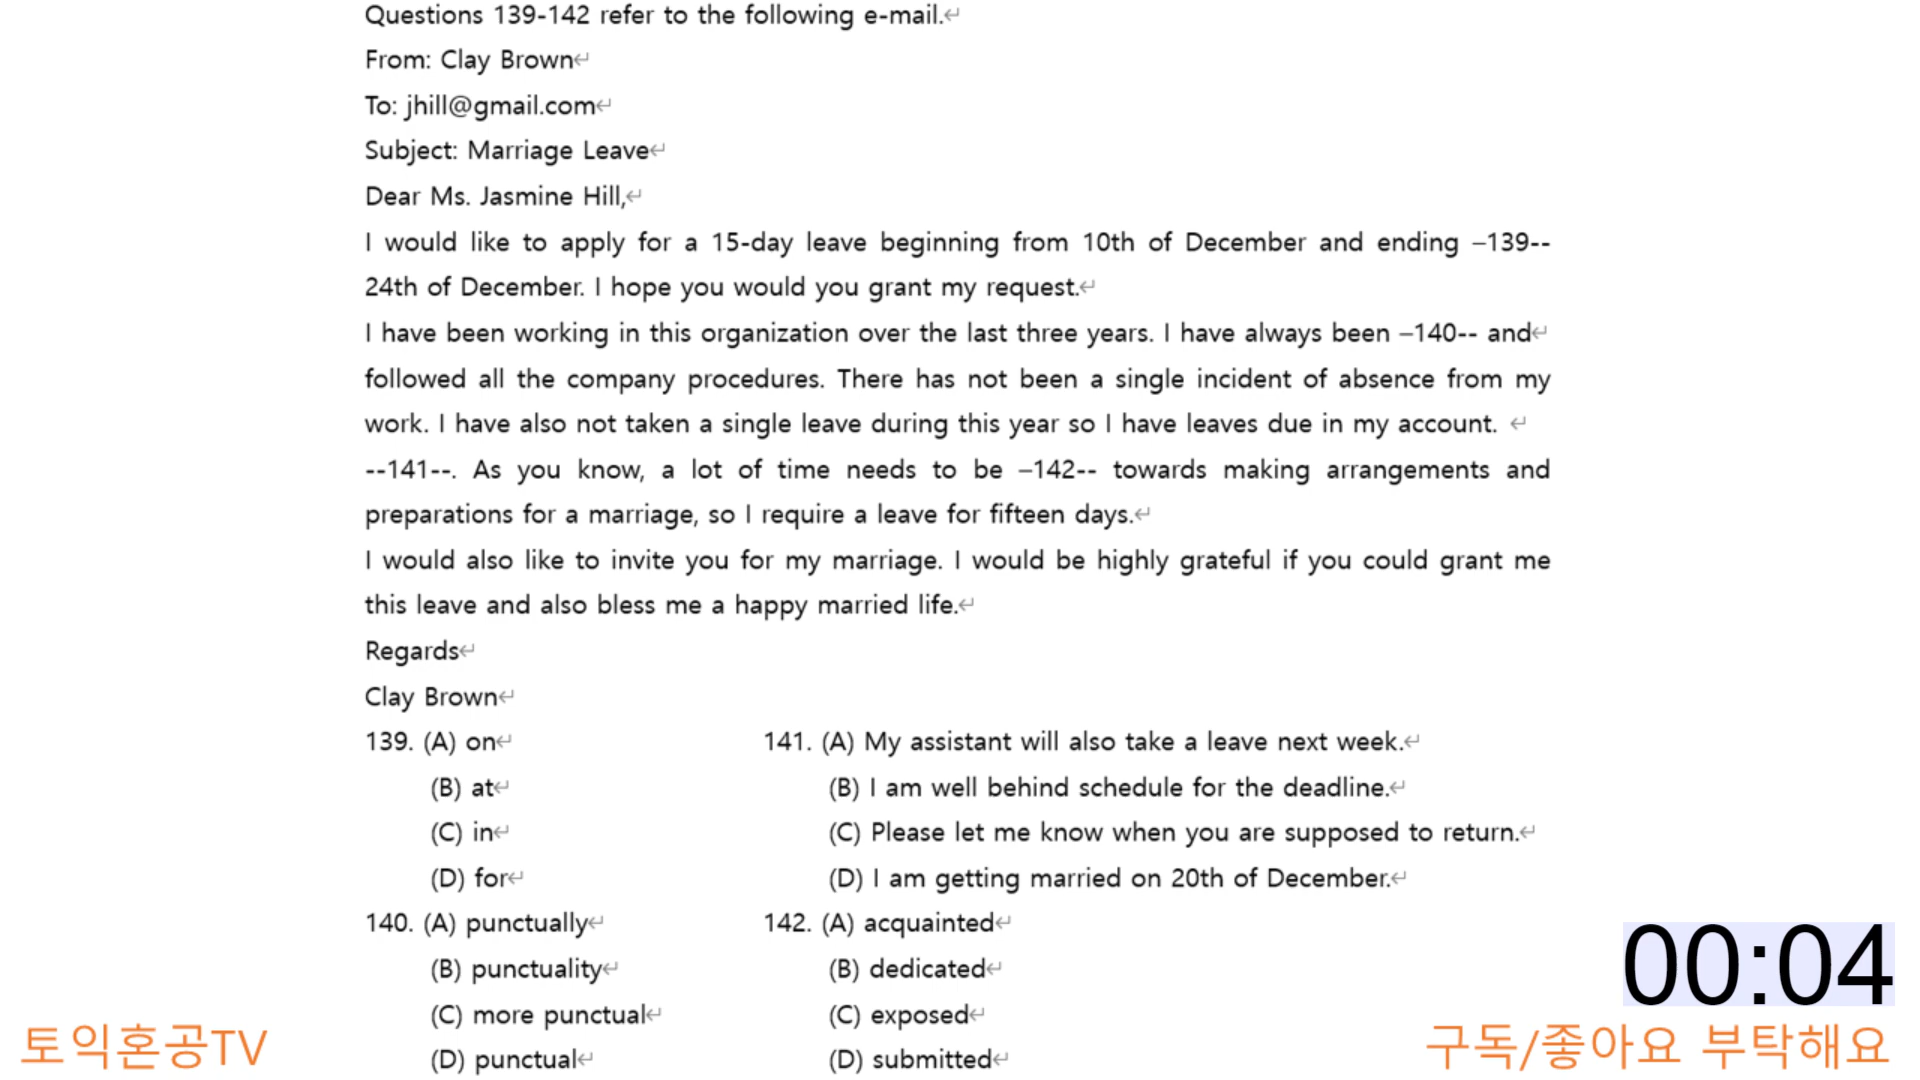 Questions 139-142 refer to the following e-mail.↵
From: Clay Brown↵
To: jhill@gmail.com↵
Subject: Marriage Leave↵
Dear Ms. Jasmine Hill,↵
I would like to apply for a 15-day leave beginning from 10th of December and ending –139--
24th of December. I hope you would you grant my request.↵
I have been working in this organization over the last three years. I have always been –140-- and↵
followed all the company procedures. There has not been a single incident of absence from my
work. I have also not taken a single leave during this year so I have leaves due in my account. ↵
--141--. As you know, a lot of time needs to be –142-- towards making arrangements and
preparations for a marriage, so I require a leave for fifteen days.↵
I would also like to invite you for my marriage. I would be highly grateful if you could grant me
this leave and also bless me a happy married life.↵
Regards↵
Clay Brown↵
139. (A) on↵
(B) at↵
(C) in↵
(D) for↵
140. (A) punctually↵
(B) punctuality↵
(C) more punctual↵
(D) punctual↵
141. (A) My assistant will also take a leave next week.↵
(B) I am well behind schedule for the deadline.↵
(C) Please let me know when you are supposed to return.↵
(D) I am getting married on 20th of December.↵
142. (A) acquainted↵
(B) dedicated↵
(C) exposed↵
(D) submitted↵
00:04
토익혼공TV
구독/좋아요 부탁해요